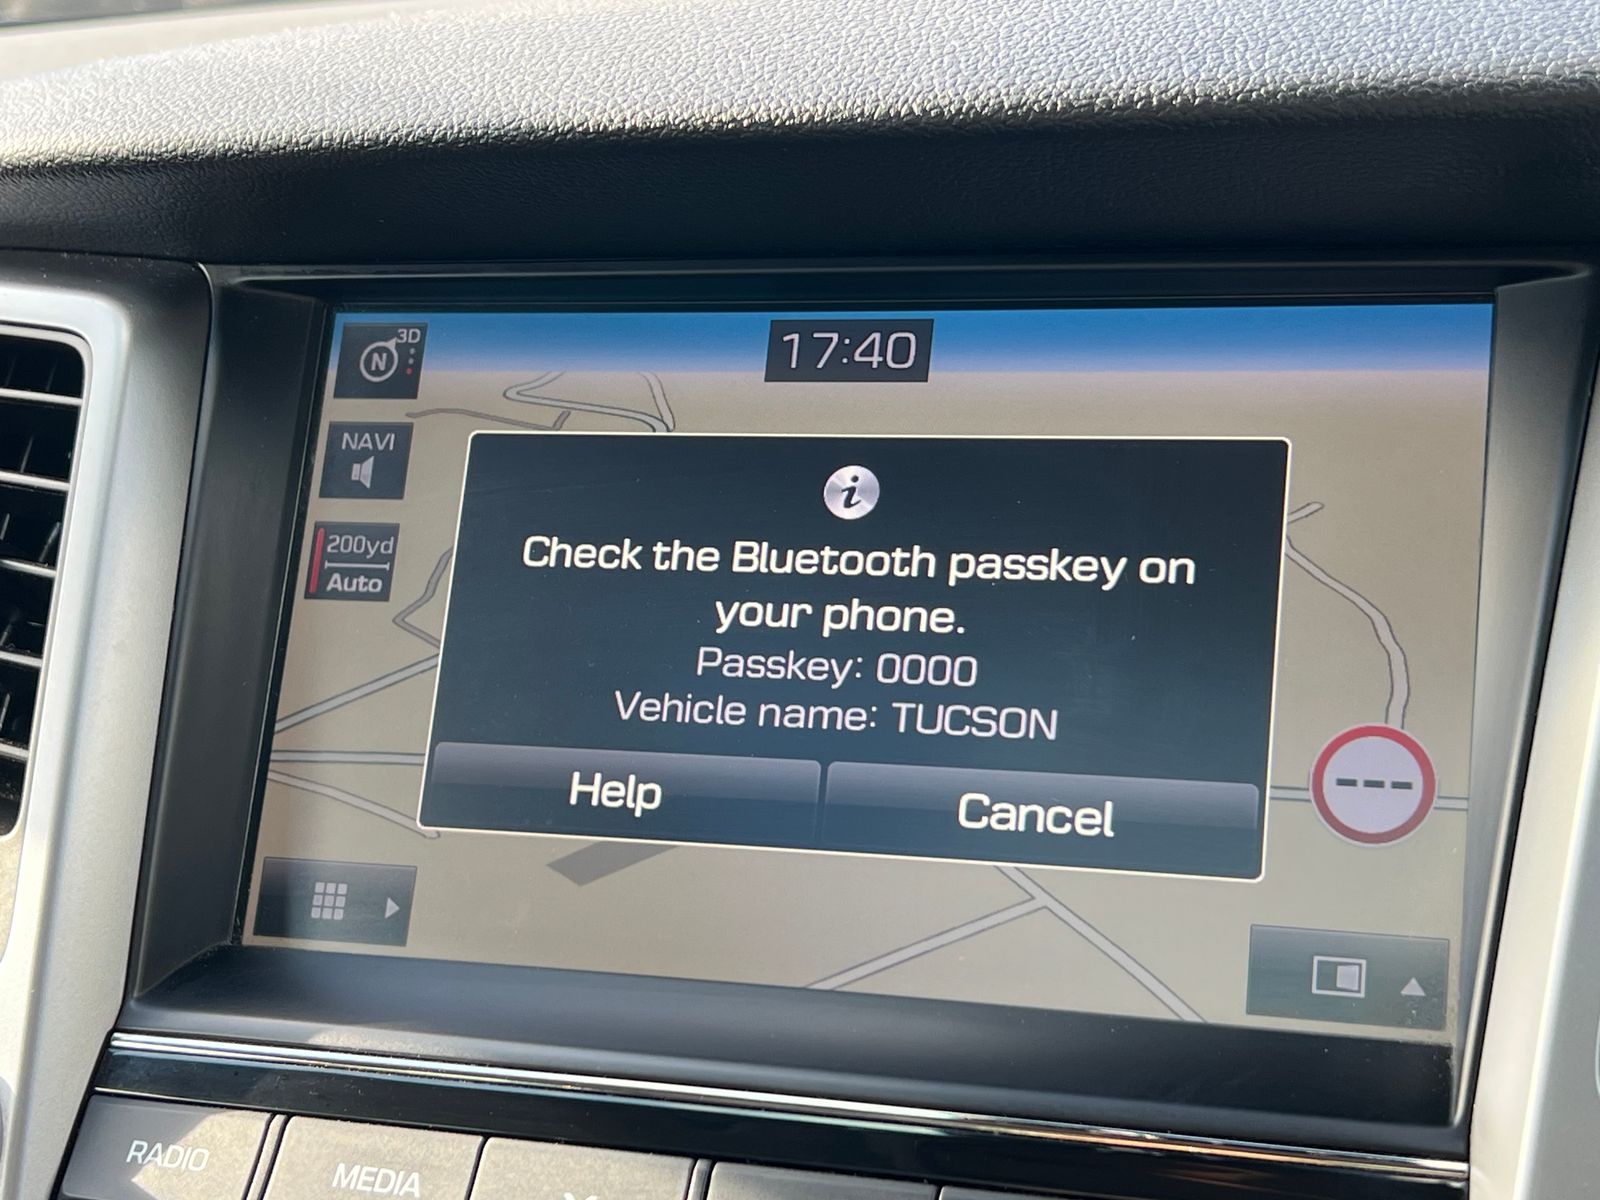 3D
N
17:40
NAVI
200yd
Auto
Check the Bluetooth passkey on
your phone.
Passkey: 0000
Vehicle name: TUCSON
Help
Cancel
---
RADIO
MEDIA